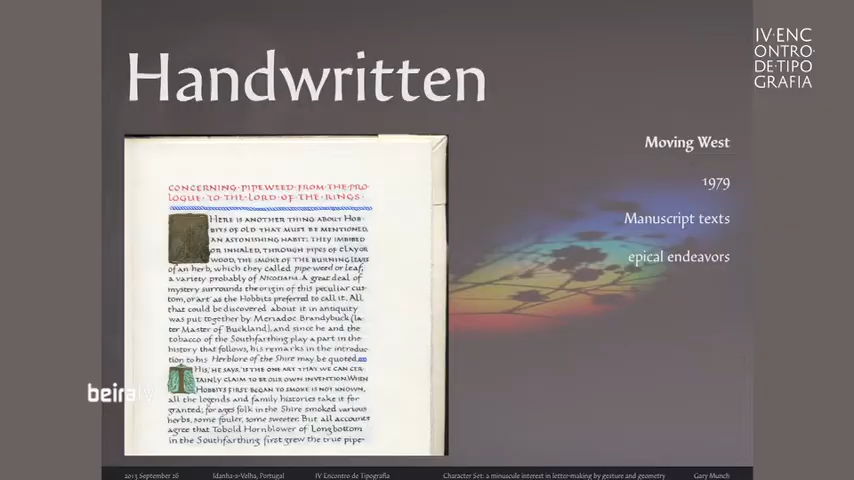 Handwritten
IV·ENC
ONTRO·
DE·TIPO
GRAFIA
Moving West
1979
Manuscript texts
epical endeavors
CONCERNING·PIPEWEED·FROM·THE·PRO-
LOGUE·TO·THE·LORD·OF·THE·RINGS·
HERE IS ANOTHER THING ABOUT HOB-
BITS OF OLD THAT MUST BE MENTIONED,
AN ASTONISHING HABIT: THEY IMBIBED
OR INHALED, THROUGH PIPES OF CLAY OR
WOOD, THE SMOKE OF THE BURNING LEAVES
of an herb, which they called pipe-weed or leaf,
a variety probably of Nicotiana. A great deal of
mystery surrounds the origin of this peculiar cus-
tom, or 'art' as the Hobbits preferred to call it. All
that could be discovered about it in antiquity
was put together by Meriadoc Brandybuck (la-
ter Master of Buckland), and since he and the
tobacco of the Southfarthing play a part in the
history that follows, his remarks in the introduc-
tion to his Herblore of the Shire may be quoted.
THIS, HE SAYS, 'IS THE ONE ART THAT WE CAN CER-
TAINLY CLAIM TO BE OUR OWN INVENTION. WHEN
HOBBITS FIRST BEGAN TO SMOKE IS NOT KNOWN,
all the legends and family histories take it for
granted; for ages folk in the Shire smoked various
herbs, some fouler, some sweeter. But all accounts
agree that Tobold Hornblower of Longbottom
in the Southfarthing first grew the true pipe-
beira tv
2013 September 26 Idanha-a-Velha, Portugal IV Encontro de Tipografia Character Set: a minuscule interest in letter-making by gesture and geometry Gary Munch